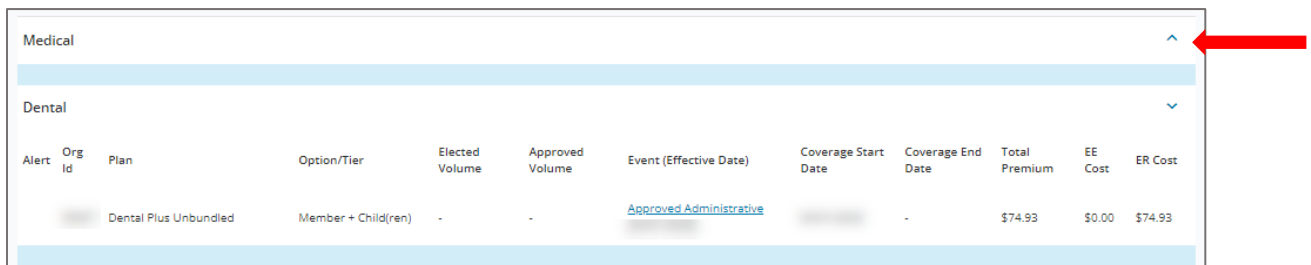 Medical
Dental
Alert Org Id Plan Option/Tier Elected Volume Approved Volume Event (Effective Date) Coverage Start Date Coverage End Date Total Premium EE Cost ER Cost
Dental Plus Unbundled Member + Child(ren) - - Approved Administrative - $74.93 $0.00 $74.93